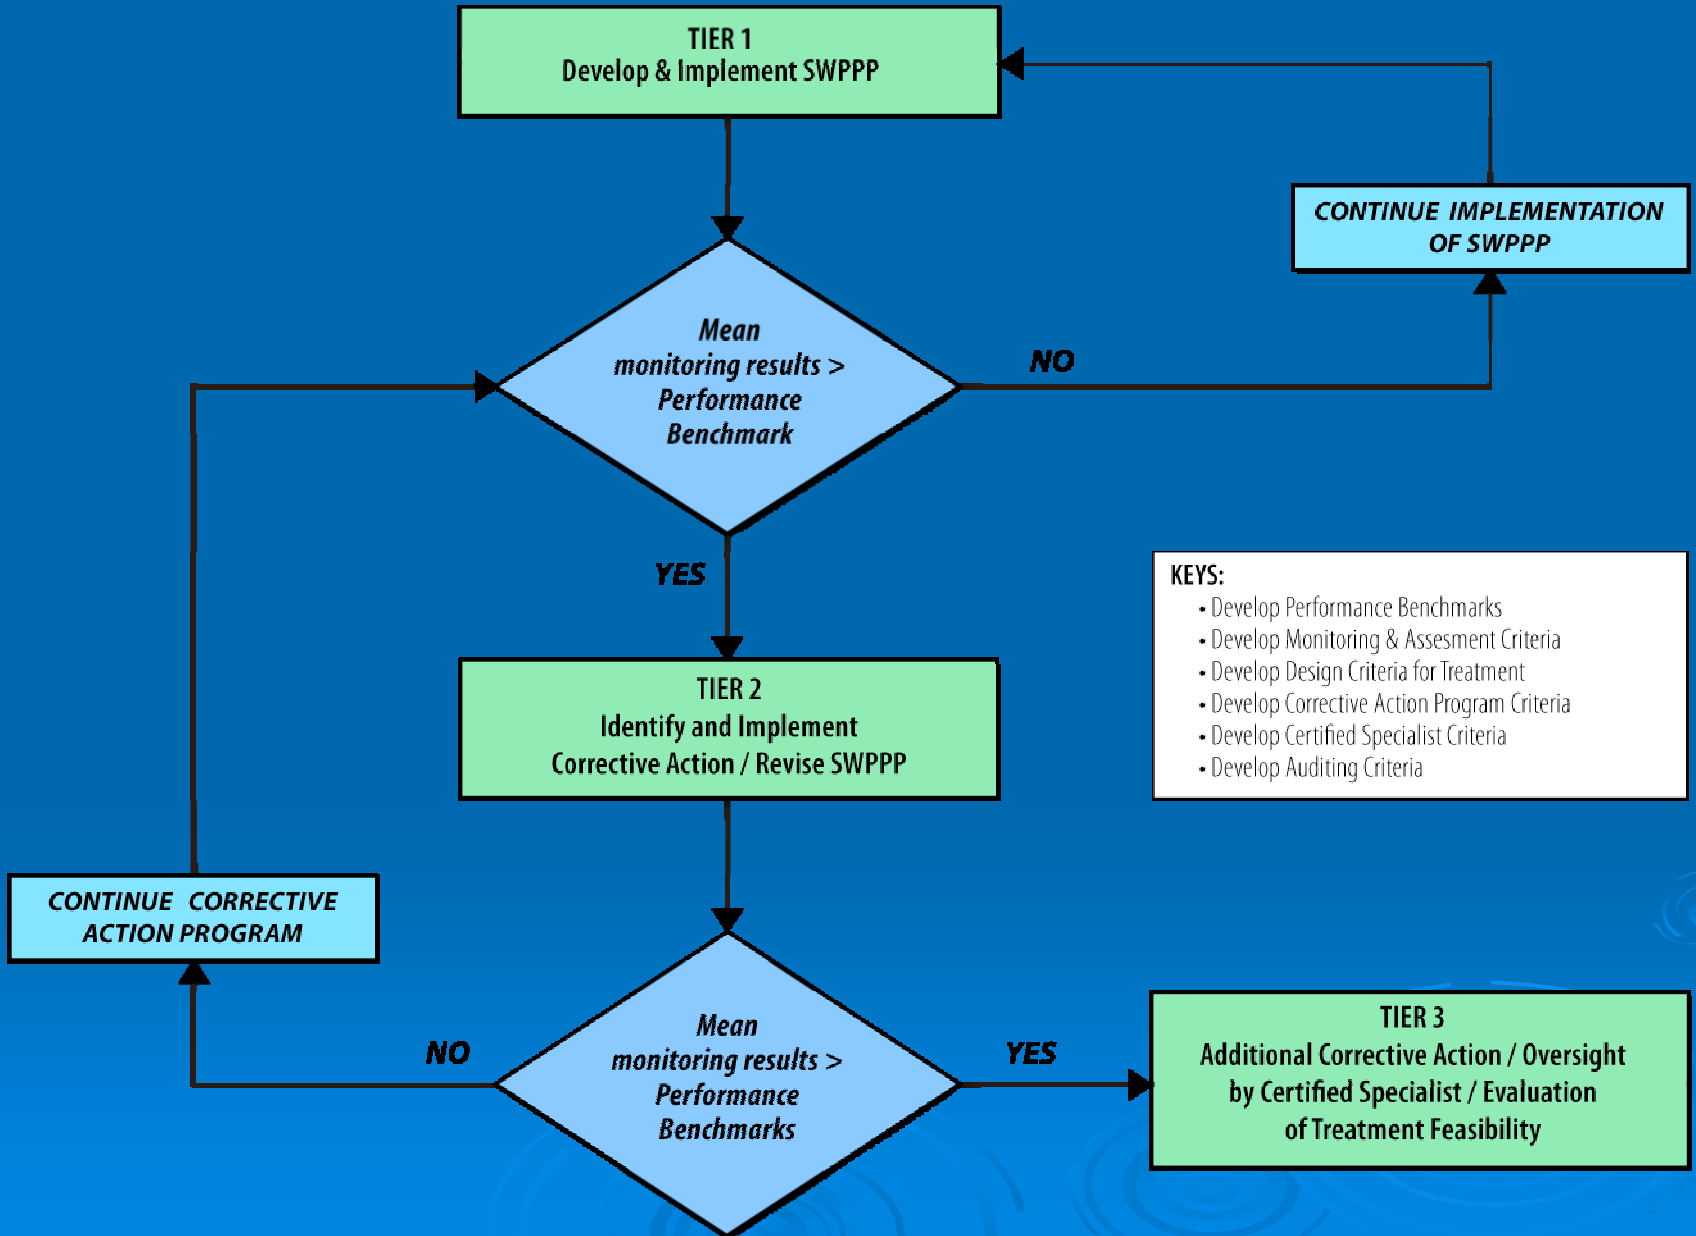 TIER 1
Develop & Implement SWPPP
CONTINUE IMPLEMENTATION
OF SWPPP
Mean
monitoring results >
Performance
Benchmark
NO
YES
KEYS:
• Develop Performance Benchmarks
• Develop Monitoring & Assesment Criteria
• Develop Design Criteria for Treatment
• Develop Corrective Action Program Criteria
• Develop Certified Specialist Criteria
• Develop Auditing Criteria
TIER 2
Identify and Implement
Corrective Action / Revise SWPPP
CONTINUE CORRECTIVE
ACTION PROGRAM
Mean
monitoring results >
Performance
Benchmarks
NO
YES
TIER 3
Additional Corrective Action / Oversight
by Certified Specialist / Evaluation
of Treatment Feasibility